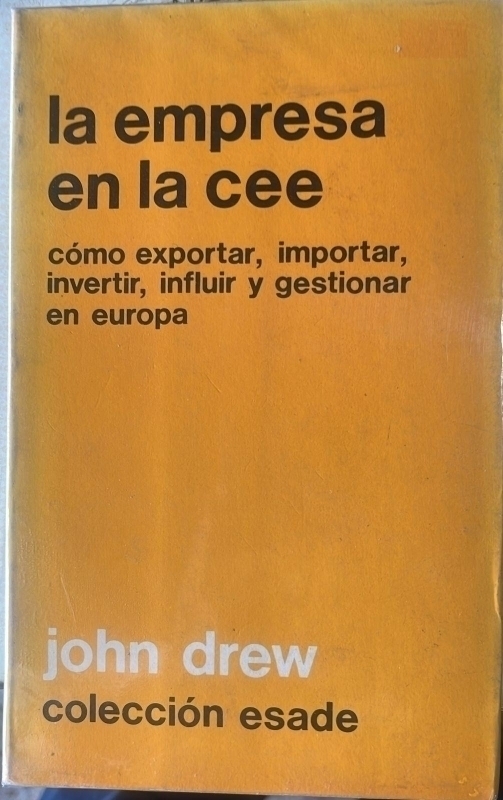 la empresa
en la cee
cómo exportar, importar,
invertir, influir y gestionar
en europa
john drew
colección esade